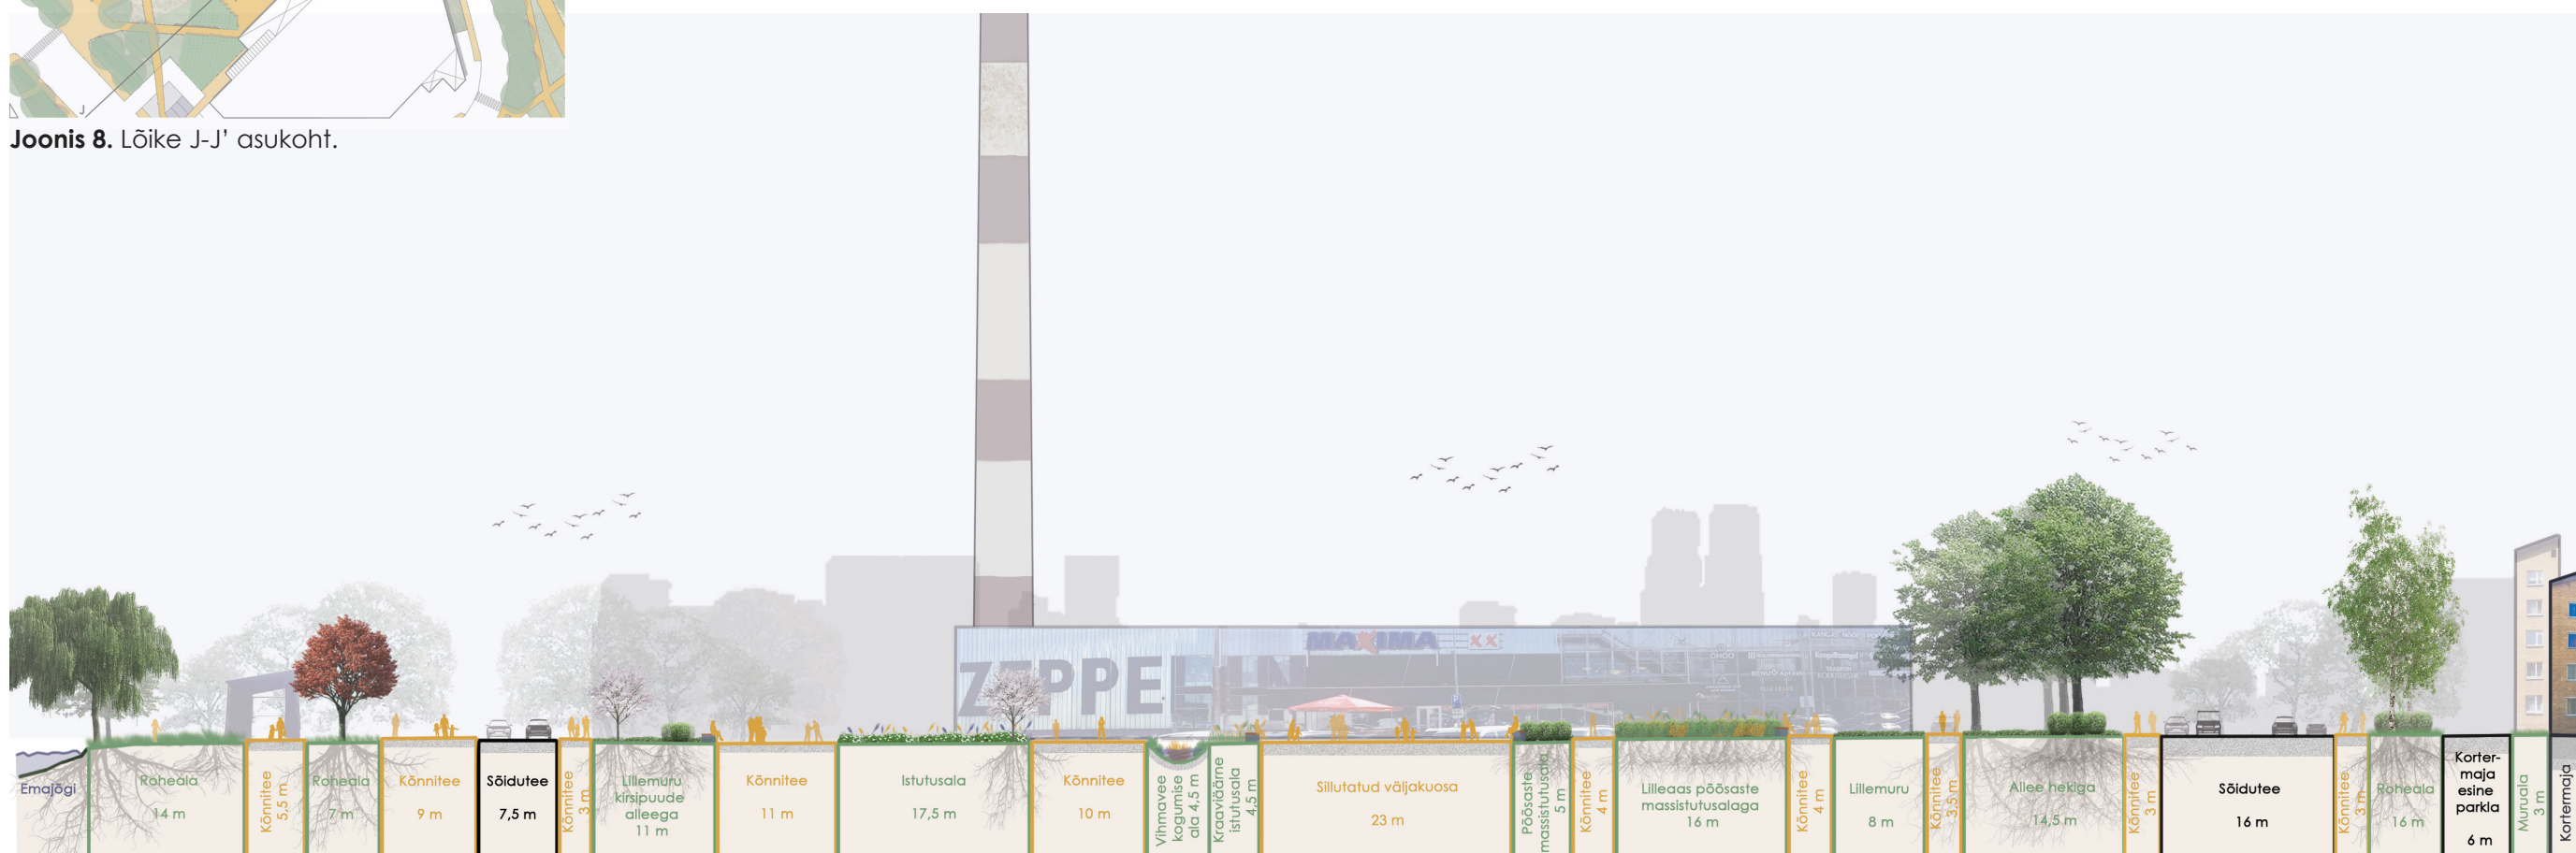 J
Joonis 8. Lõike J-J' asukoht.
ZEPPELIN
MAXIMA XX
Emajõgi
Roheala
14 m
Kõnnitee
5,5 m
Roheala
7 m
Kõnnitee
9 m
Sõidutee
7,5 m
Kõnnitee
3 m
Lillemuru
kirsipuude
alleega
11 m
Kõnnitee
11 m
Istutusala
17,5 m
Kõnnitee
10 m
Vihmavee
kogumise
ala 4,5 m
Kraaviäärne
istutusala
4,5 m
Sillutatud väljakuosa
23 m
Põõsaste
massistutusala
5 m
Kõnnitee
4 m
Lilleaas põõsaste
massistutusalaga
16 m
Kõnnitee
4 m
Lillemuru
8 m
Kõnnitee
3,5 m
Allee hekiga
14,5 m
Kõnnitee
3 m
Sõidutee
16 m
Kõnnitee
3 m
Roheala
16 m
Korter-
maja
esine
parkla
6 m
Muruala
3 m
Kortermaja